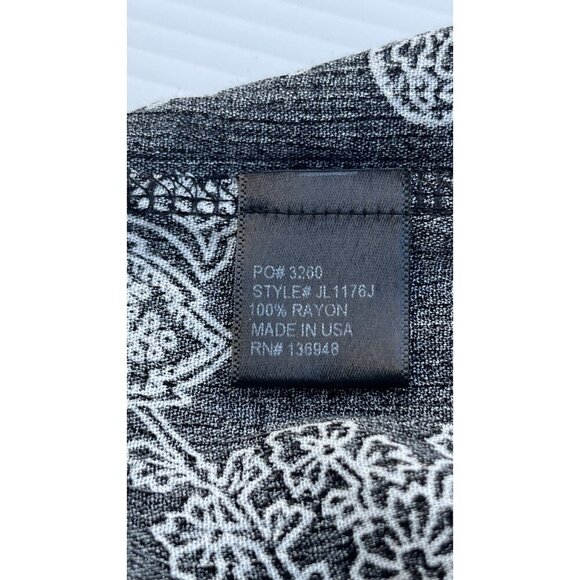 PO# 3260
STYLE# JL1176J
100% RAYON
MADE IN USA
RN# 136948